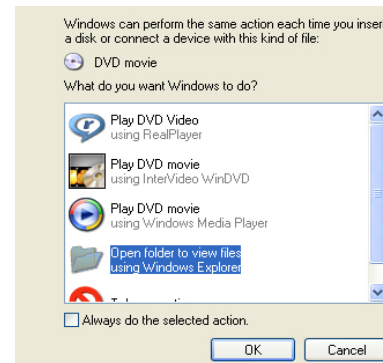 Windows can perform the same action each time you inser
a disk or connect a device with this kind of file:
DVD movie
What do you want Windows to do?
Play DVD Video
using RealPlayer
Play DVD movie
using InterVideo WinDVD
Play DVD movie
using Windows Media Player
Open folder to view files
using Windows Explorer
Always do the selected action.
OK Cancel